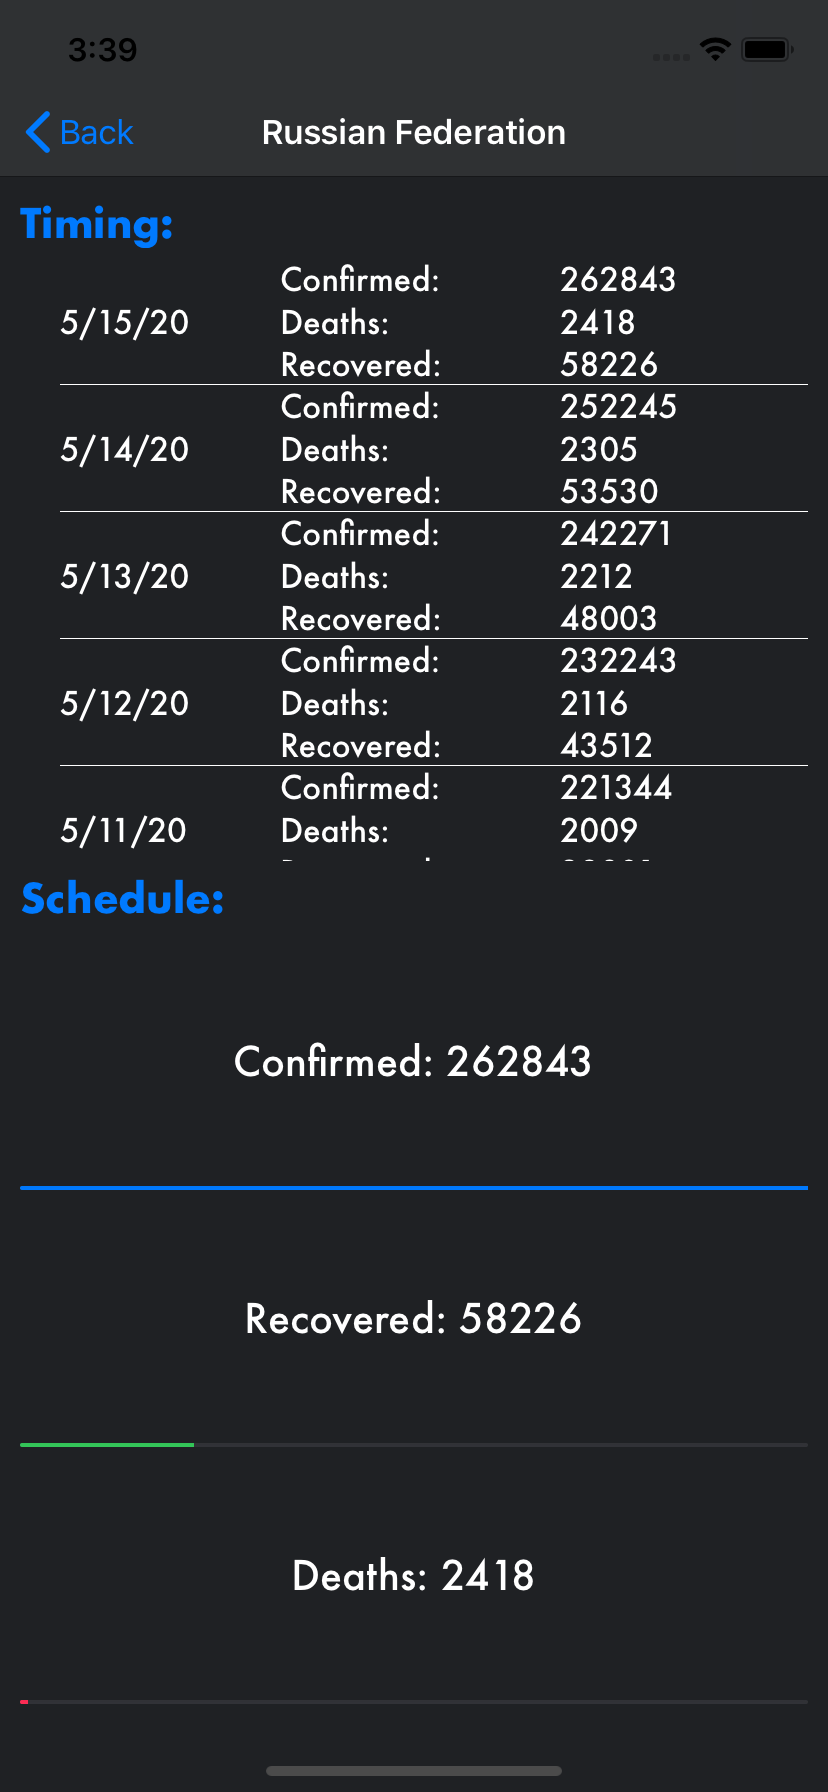 3:39
Back Russian Federation
Timing:
Confirmed: 262843
5/15/20 Deaths: 2418
Recovered: 58226
Confirmed: 252245
5/14/20 Deaths: 2305
Recovered: 53530
Confirmed: 242271
5/13/20 Deaths: 2212
Recovered: 48003
Confirmed: 232243
5/12/20 Deaths: 2116
Recovered: 43512
Confirmed: 221344
5/11/20 Deaths: 2009
Schedule:
Confirmed: 262843
Recovered: 58226
Deaths: 2418